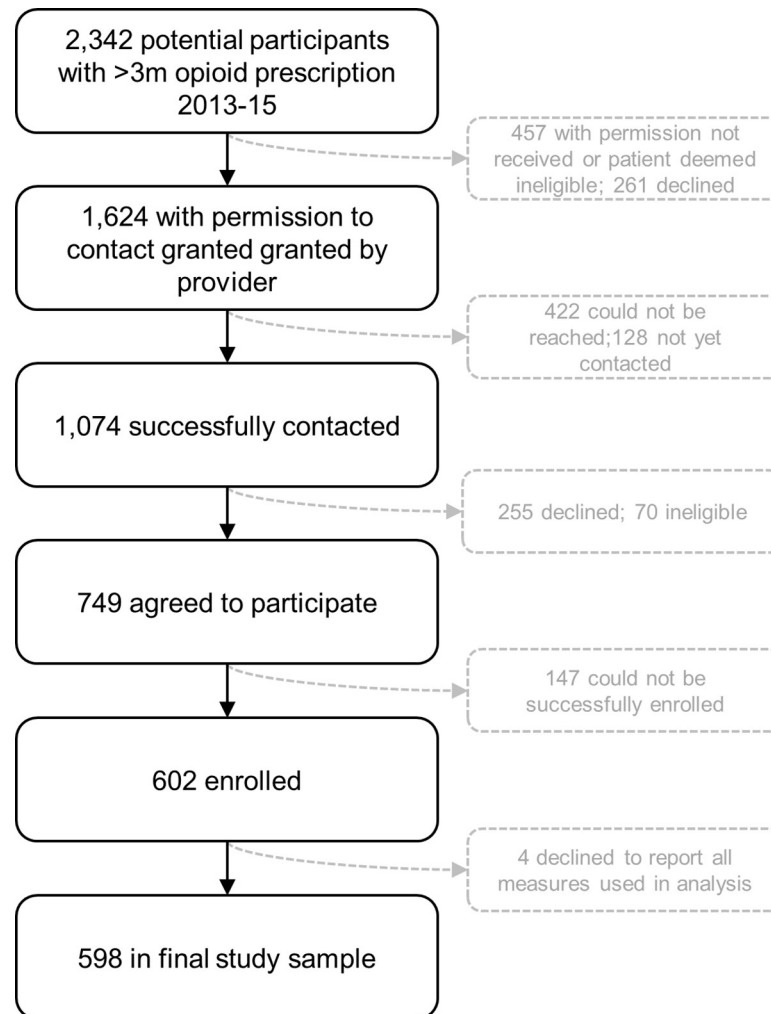 2,342 potential participants
with >3m opioid prescription
2013-15
457 with permission not
received or patient deemed
ineligible; 261 declined
1,624 with permission to
contact granted granted by
provider
422 could not be
reached;128 not yet
contacted
1,074 successfully contacted
255 declined; 70 ineligible
749 agreed to participate
147 could not be
successfully enrolled
602 enrolled
4 declined to report all
measures used in analysis
598 in final study sample